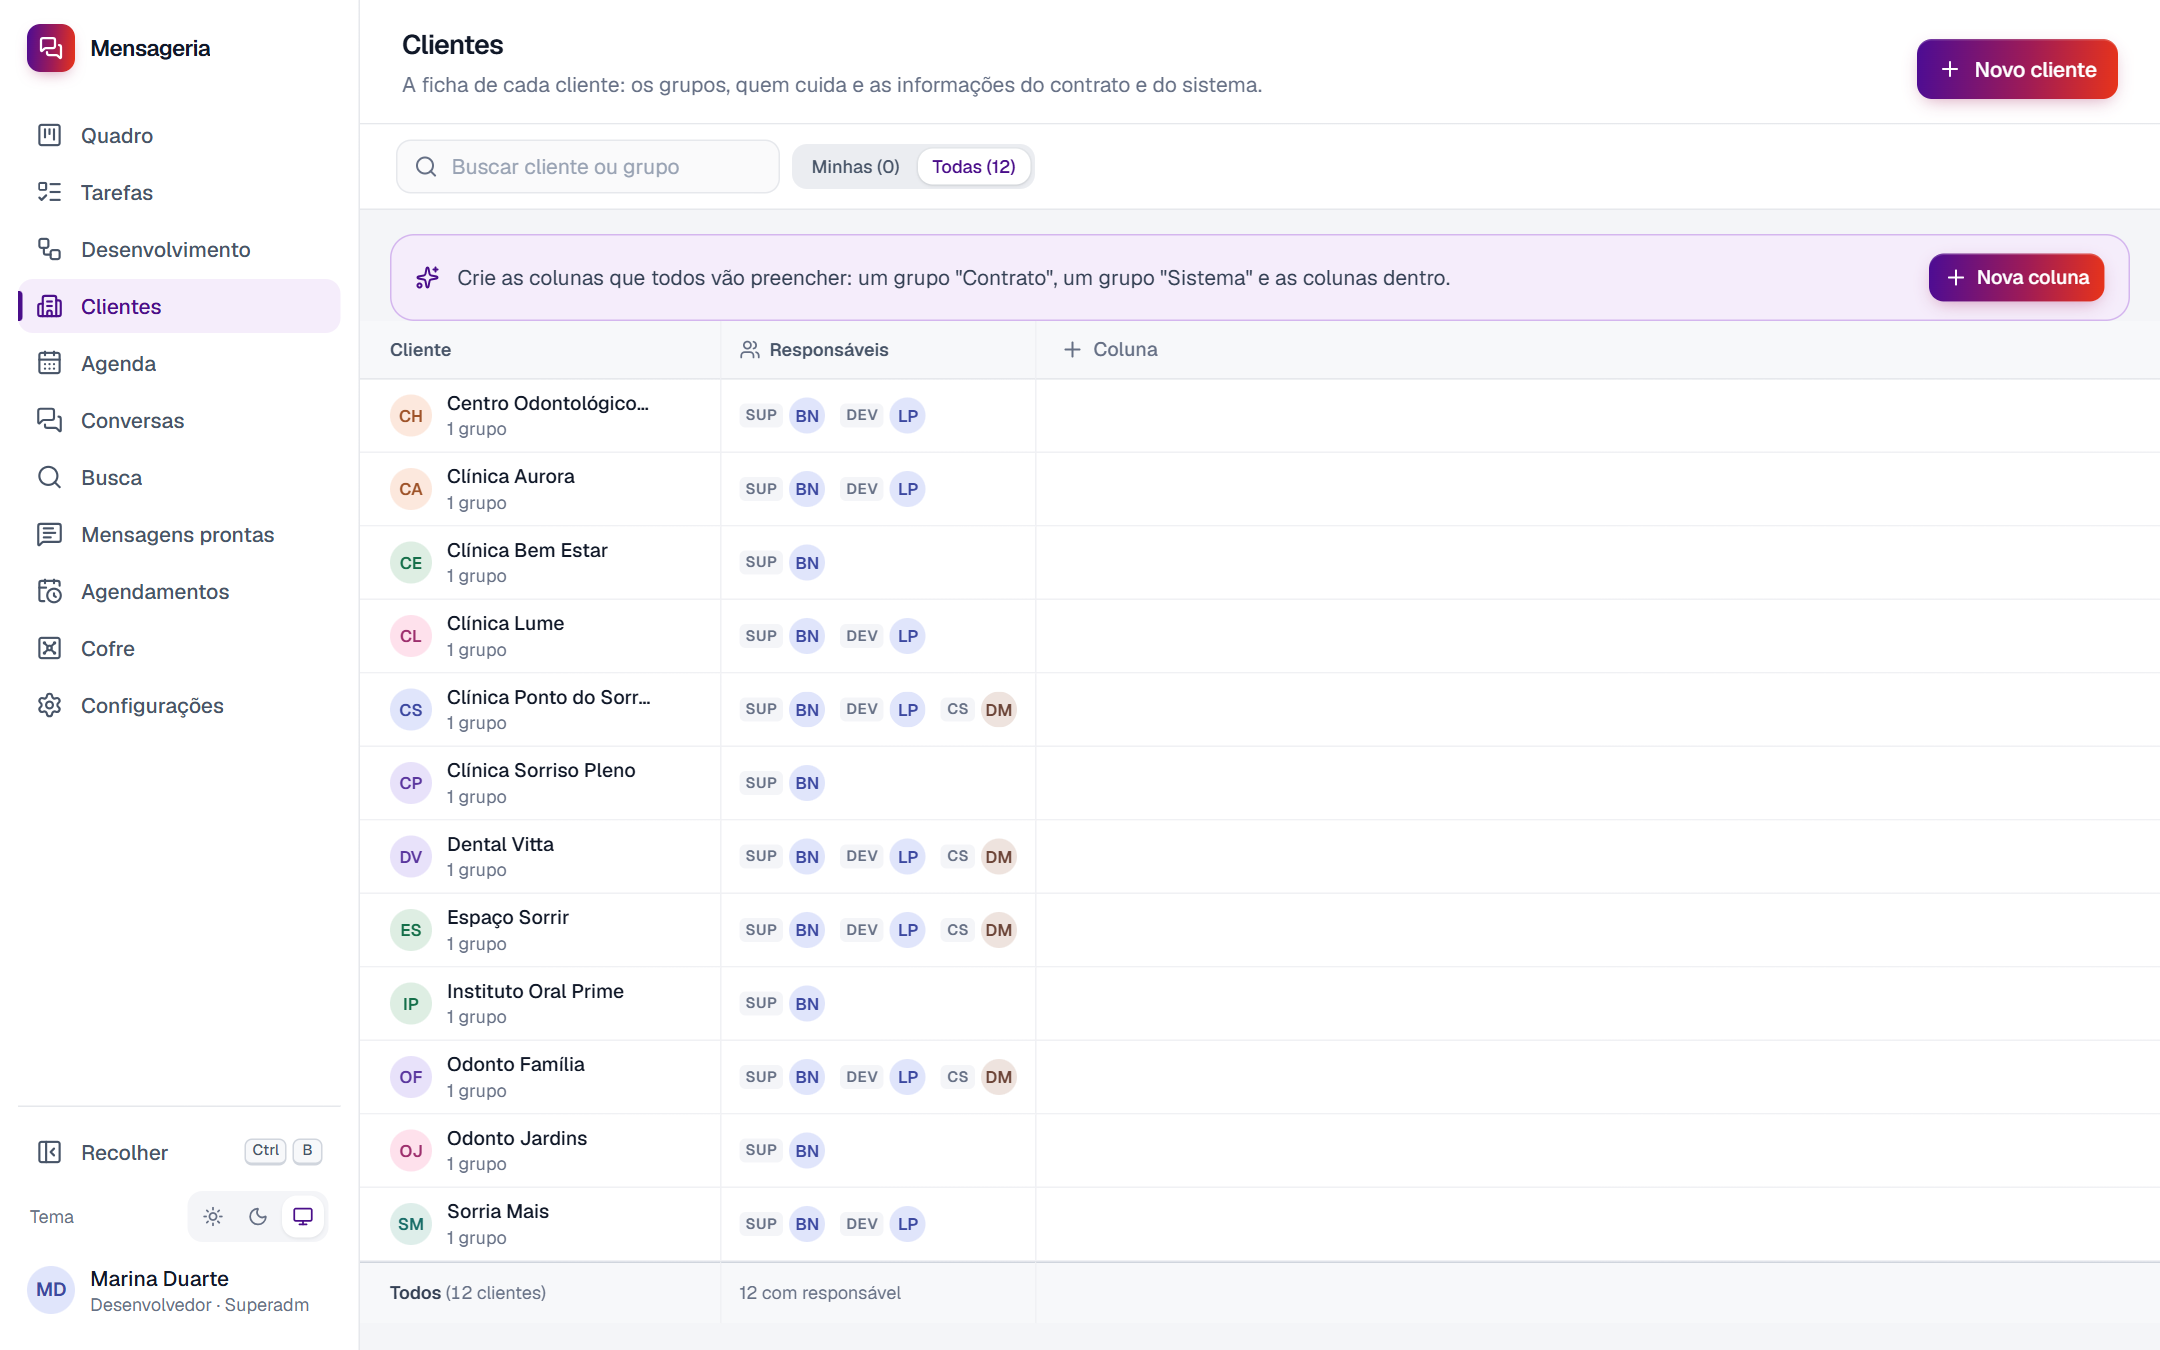 Mensageria
Quadro
Tarefas
Desenvolvimento
Clientes
Agenda
Conversas
Busca
Mensagens prontas
Agendamentos
Cofre
Configurações
Recolher Ctrl B
Tema
MD Marina Duarte
Desenvolvedor · Superadm
Clientes
A ficha de cada cliente: os grupos, quem cuida e as informações do contrato e do sistema.
Novo cliente
Buscar cliente ou grupo
Minhas (0) Todas (12)
Crie as colunas que todos vão preencher: um grupo "Contrato", um grupo "Sistema" e as colunas dentro.
Nova coluna
Cliente Responsáveis + Coluna
CH Centro Odontológico... SUP BN DEV LP
1 grupo
CA Clínica Aurora SUP BN DEV LP
1 grupo
CE Clínica Bem Estar SUP BN
1 grupo
CL Clínica Lume SUP BN DEV LP
1 grupo
CS Clínica Ponto do Sorr... SUP BN DEV LP CS DM
1 grupo
CP Clínica Sorriso Pleno SUP BN
1 grupo
DV Dental Vitta SUP BN DEV LP CS DM
1 grupo
ES Espaço Sorrir SUP BN DEV LP CS DM
1 grupo
IP Instituto Oral Prime SUP BN
1 grupo
OF Odonto Família SUP BN DEV LP CS DM
1 grupo
OJ Odonto Jardins SUP BN
1 grupo
SM Sorria Mais SUP BN DEV LP
1 grupo
Todos (12 clientes) 12 com responsável